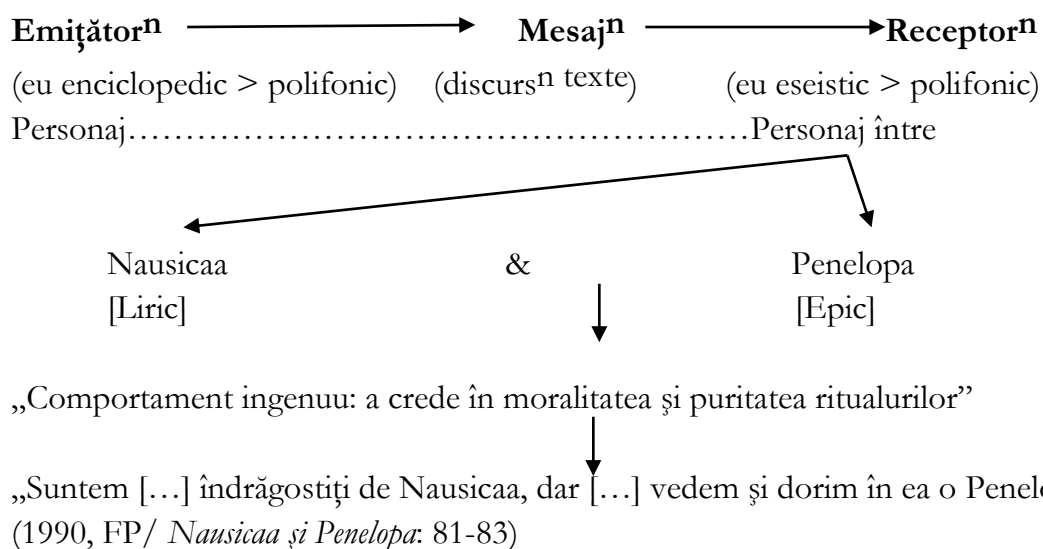 Emiţătorⁿ Mesajⁿ Receptorⁿ
(eu enciclopedic > polifonic) (discursⁿ ᵗᵉˣᵗᵉ) (eu eseistic > polifonic)
Personaj……………………………………………………Personaj între
Nausicaa & Penelopa
[Liric] [Epic]
„Comportament ingenuu: a crede în moralitatea şi puritatea ritualurilor”
„Suntem […] îndrăgostiţi de Nausicaa, dar […] vedem şi dorim în ea o
(1990, FP/ Nausicaa și Penelopa: 81-83)